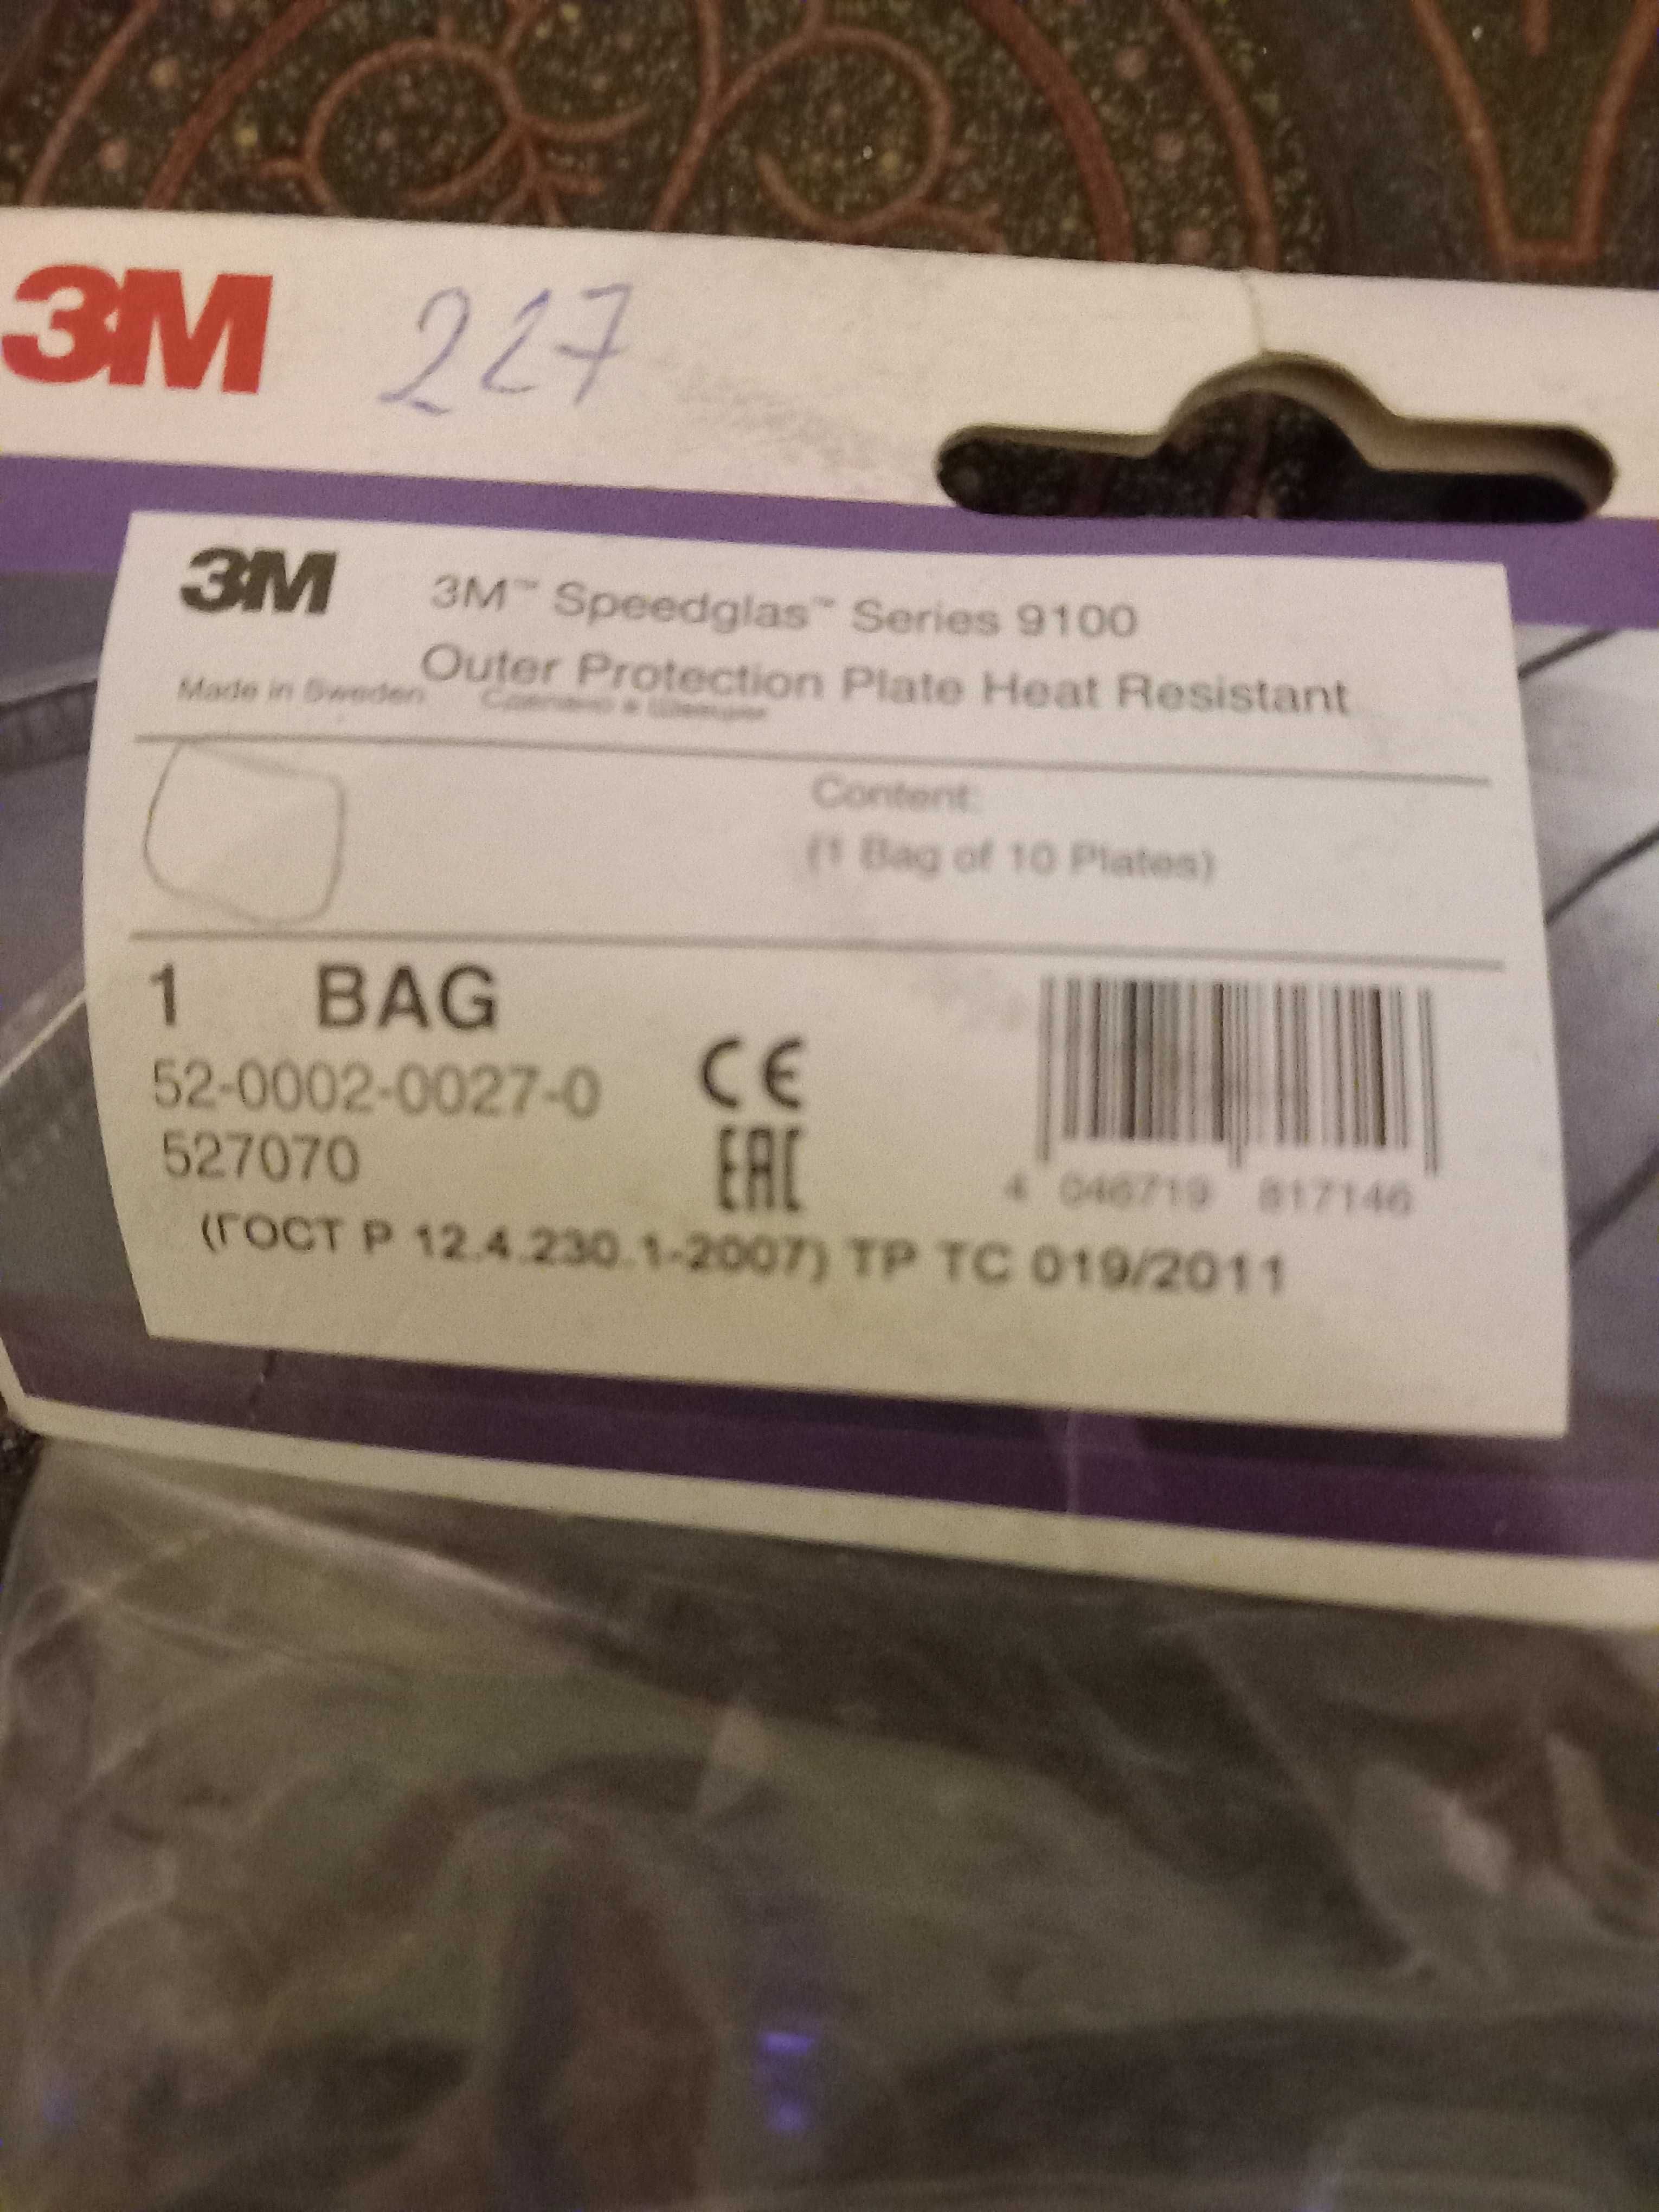 3M 227
3M 3M™ Speedglas™ Series 9100
Outer Protection Plate Heat Resistant
Made in Sweden Сделано в Швеции
Content:
(1 Bag of 10 Plates)
1 BAG
52-0002-0027-0
CE
527070
EAC
4 046719 817146
(ГОСТ Р 12.4.230.1-2007) ТР ТС 019/2011